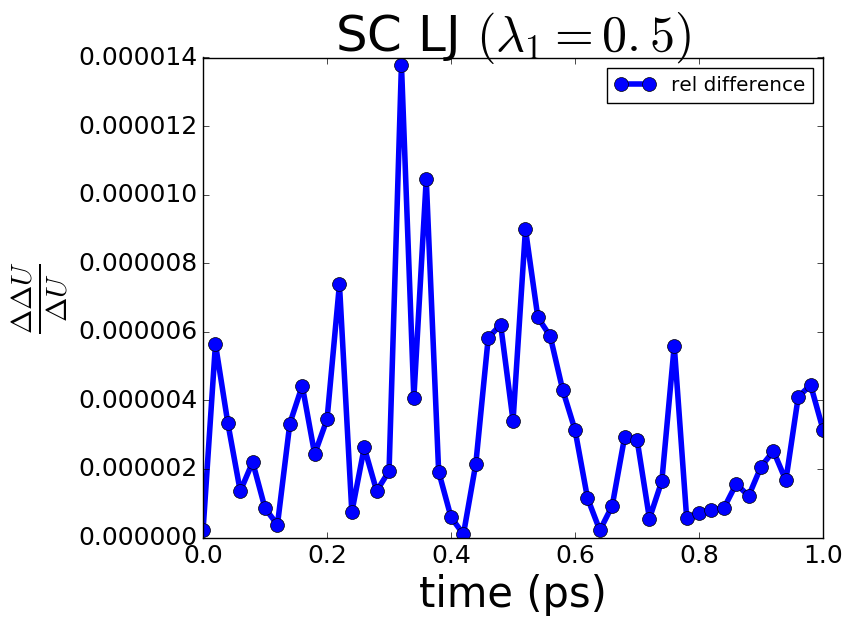 SC LJ (λ₁ = 0.5)
rel difference
0.000014
0.000012
0.000010
0.000008
0.000006
0.000004
0.000002
0.000000
ΔΔU
ΔU
0.0 0.2 0.4 0.6 0.8 1.0
time (ps)